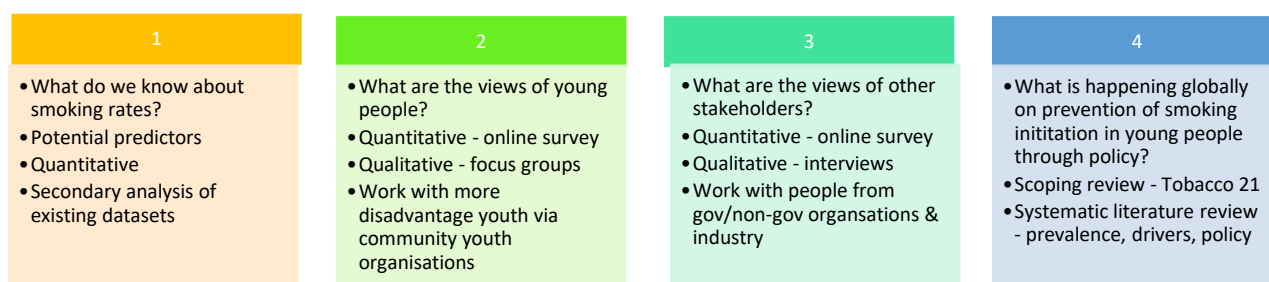 1
• What do we know about
smoking rates?
• Potential predictors
• Quantitative
• Secondary analysis of
existing datasets
2
• What are the views of young
people?
• Quantitative - online survey
• Qualitative - focus groups
• Work with more
disadvantage youth via
community youth
organisations
3
• What are the views of other
stakeholders?
• Quantitative - online survey
• Qualitative - interviews
• Work with people from
gov/non-gov organsations &
industry
4
• What is happening globally
on prevention of smoking
inititation in young people
through policy?
• Scoping review - Tobacco 21
• Systematic literature review
- prevalence, drivers, policy